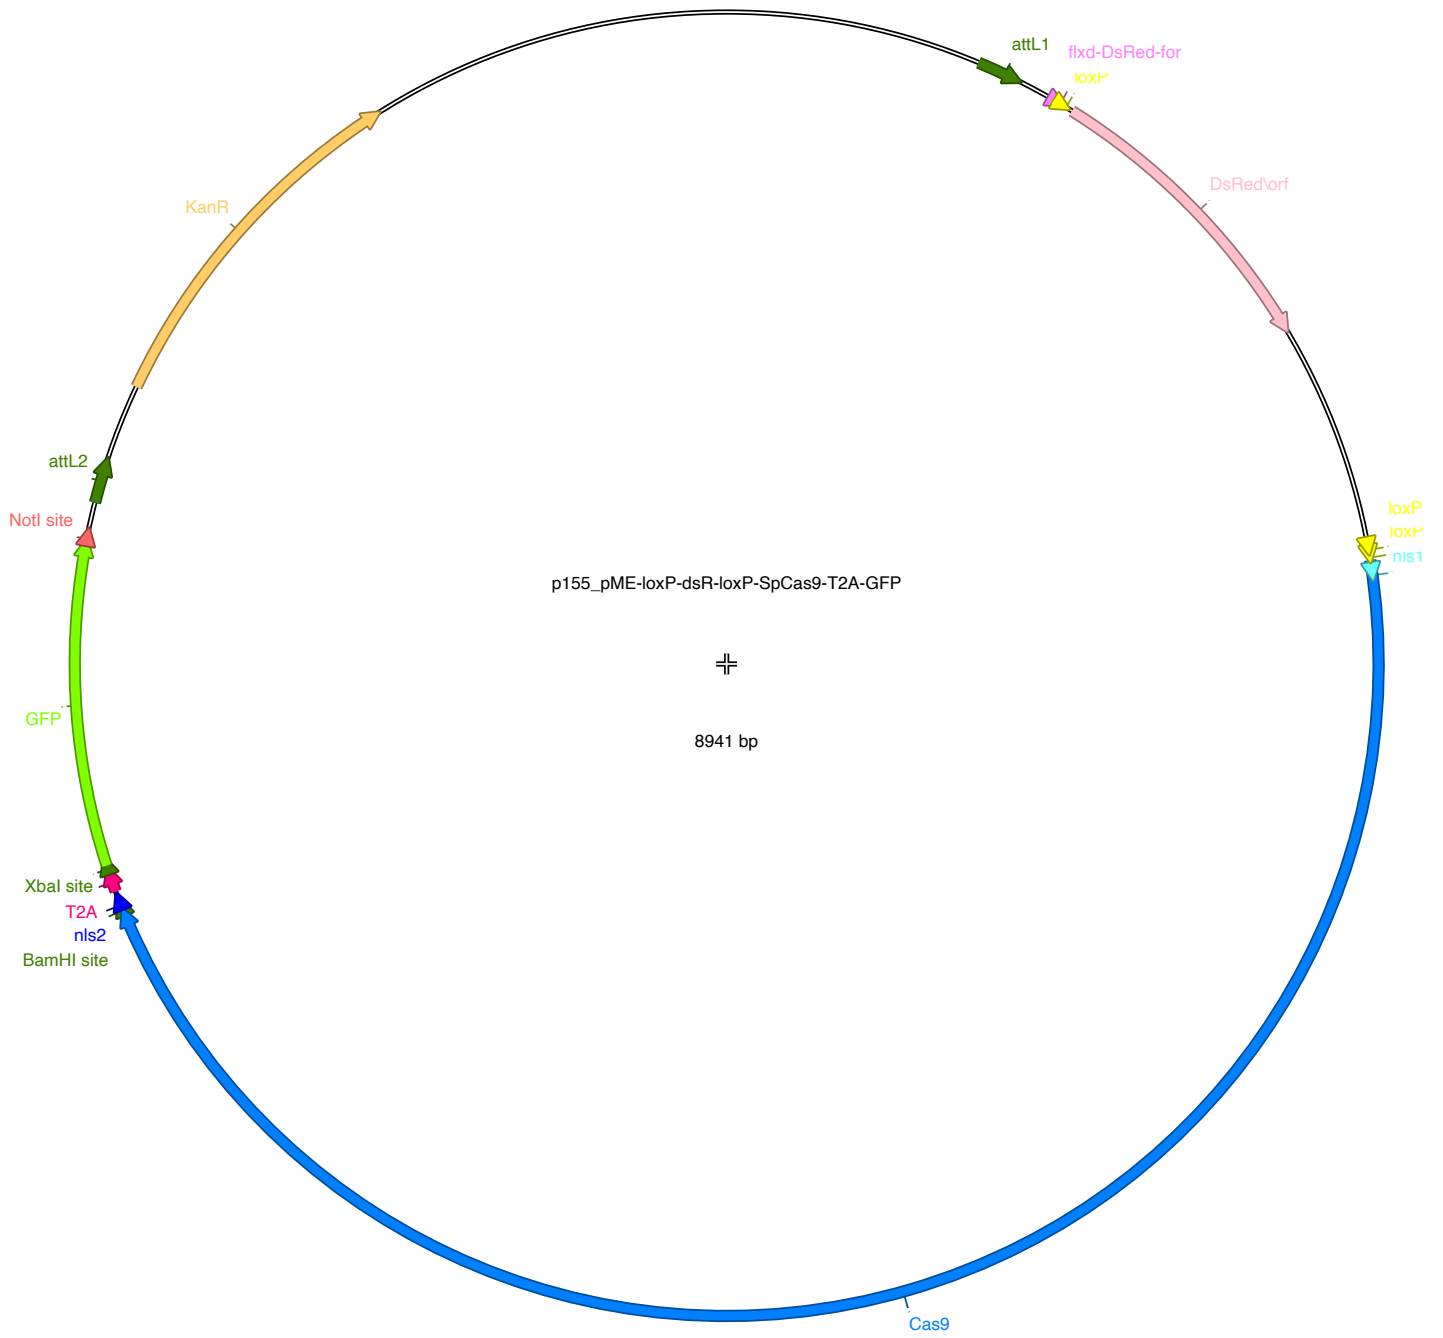 attL1
flxd-DsRed-for
loxP
KanR
DsRed\orf
attL2
NotI site
loxP
loxP
nls1
p155_pME-loxP-dsR-loxP-SpCas9-T2A-GFP
GFP
8941 bp
XbaI site
T2A
nls2
BamHI site
Cas9